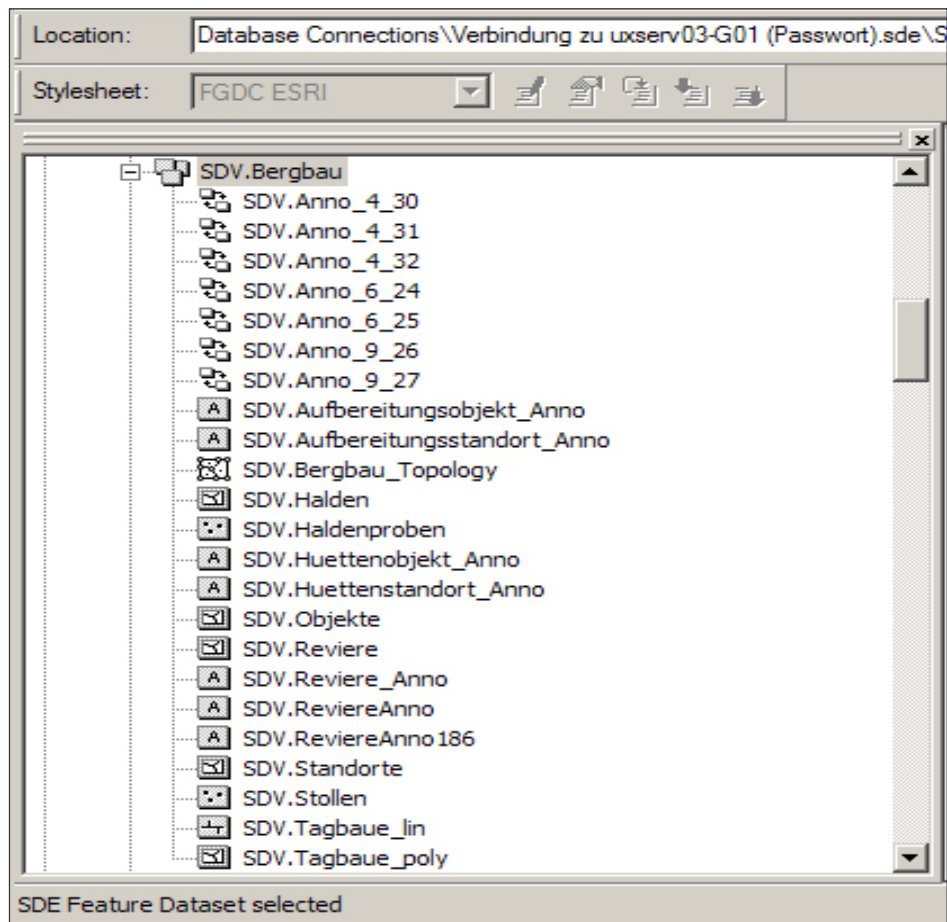 Location: Database Connections\Verbindung zu uxserv03-G01 (Passwort).sde\S
Stylesheet: FGDC ESRI
SDV.Bergbau
SDV.Anno_4_30
SDV.Anno_4_31
SDV.Anno_4_32
SDV.Anno_6_24
SDV.Anno_6_25
SDV.Anno_9_26
SDV.Anno_9_27
A SDV.Aufbereitungsobjekt_Anno
A SDV.Aufbereitungsstandort_Anno
SDV.Bergbau_Topology
SDV.Halden
SDV.Haldenproben
A SDV.Huettenobjekt_Anno
A SDV.Huettenstandort_Anno
SDV.Objekte
SDV.Reviere
A SDV.Reviere_Anno
A SDV.ReviereAnno
A SDV.ReviereAnno186
SDV.Standorte
SDV.Stollen
SDV.Tagbaue_lin
SDV.Tagbaue_poly
SDE Feature Dataset selected